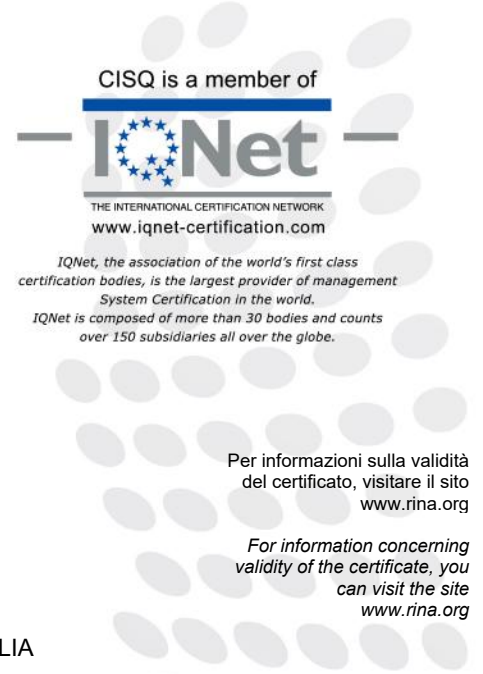 CISQ is a member of
IQNet
THE INTERNATIONAL CERTIFICATION NETWORK
www.iqnet-certification.com
IQNet, the association of the world's first class
certification bodies, is the largest provider of management
System Certification in the world.
IQNet is composed of more than 30 bodies and counts
over 150 subsidiaries all over the globe.
Per informazioni sulla validità
del certificato, visitare il sito
www.rina.org
For information concerning
validity of the certificate, you
can visit the site
www.rina.org
LIA